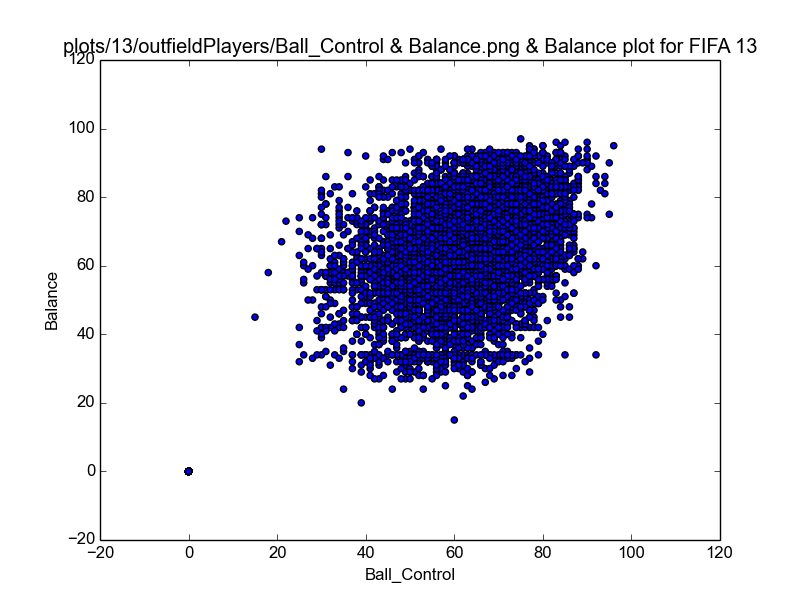 plots/13/outfieldPlayers/Ball_Control & Balance.png & Balance plot for FIFA 13
120
100
80
60
40
20
0
−20
Balance
−20 0 20 40 60 80 100 120
Ball_Control